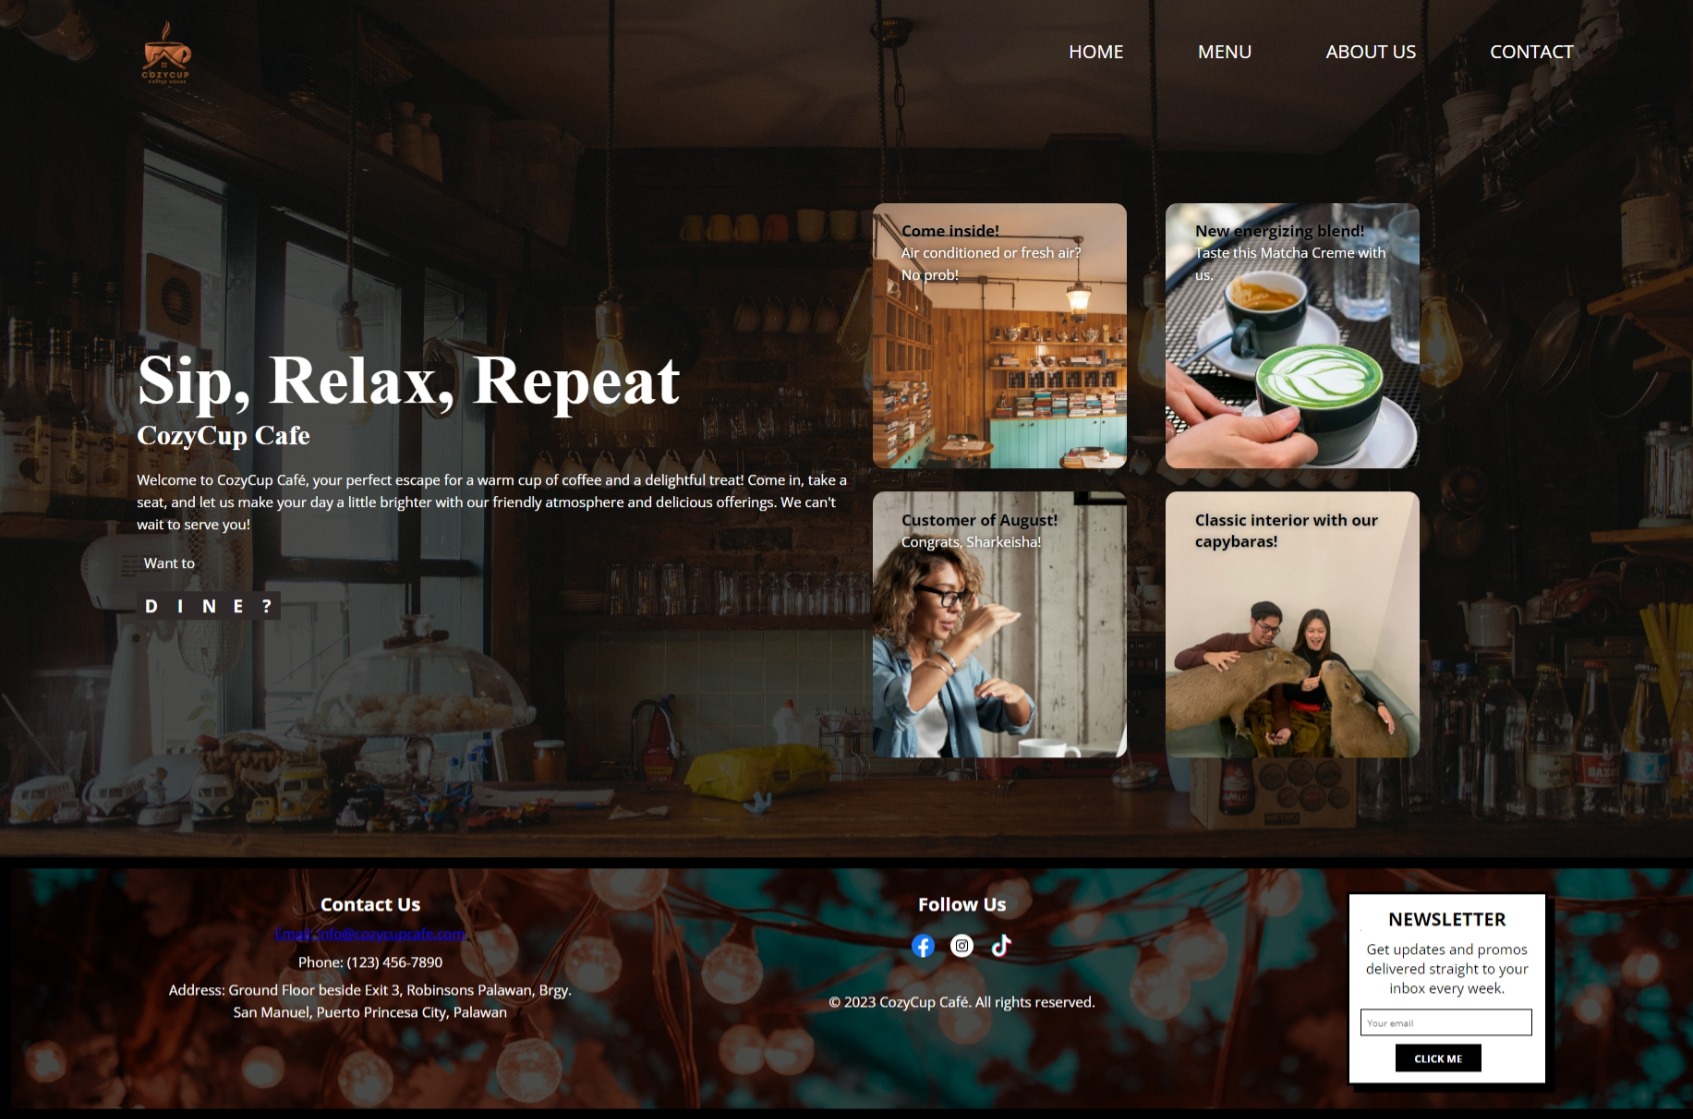 COZYCUP
COFFEE HOUSE
HOME
MENU
ABOUT US
CONTACT
Sip, Relax, Repeat
CozyCup Cafe
Welcome to CozyCup Café, your perfect escape for a warm cup of coffee and a delightful treat! Come in, take a
seat, and let us make your day a little brighter with our friendly atmosphere and delicious offerings. We can't
wait to serve you!
Want to
DINE?
Come inside!
Air conditioned or fresh air?
No prob!
New energizing blend!
Taste this Matcha Creme with
us.
Customer of August!
Congrats, Sharkeisha!
Classic interior with our
capybaras!
Contact Us
Email: info@cozycupcafe.com
Phone: (123) 456-7890
Address: Ground Floor beside Exit 3, Robinsons Palawan, Brgy.
San Manuel, Puerto Princesa City, Palawan
Follow Us
© 2023 CozyCup Café. All rights reserved.
NEWSLETTER
Get updates and promos
delivered straight to your
inbox every week.
Your email
CLICK ME